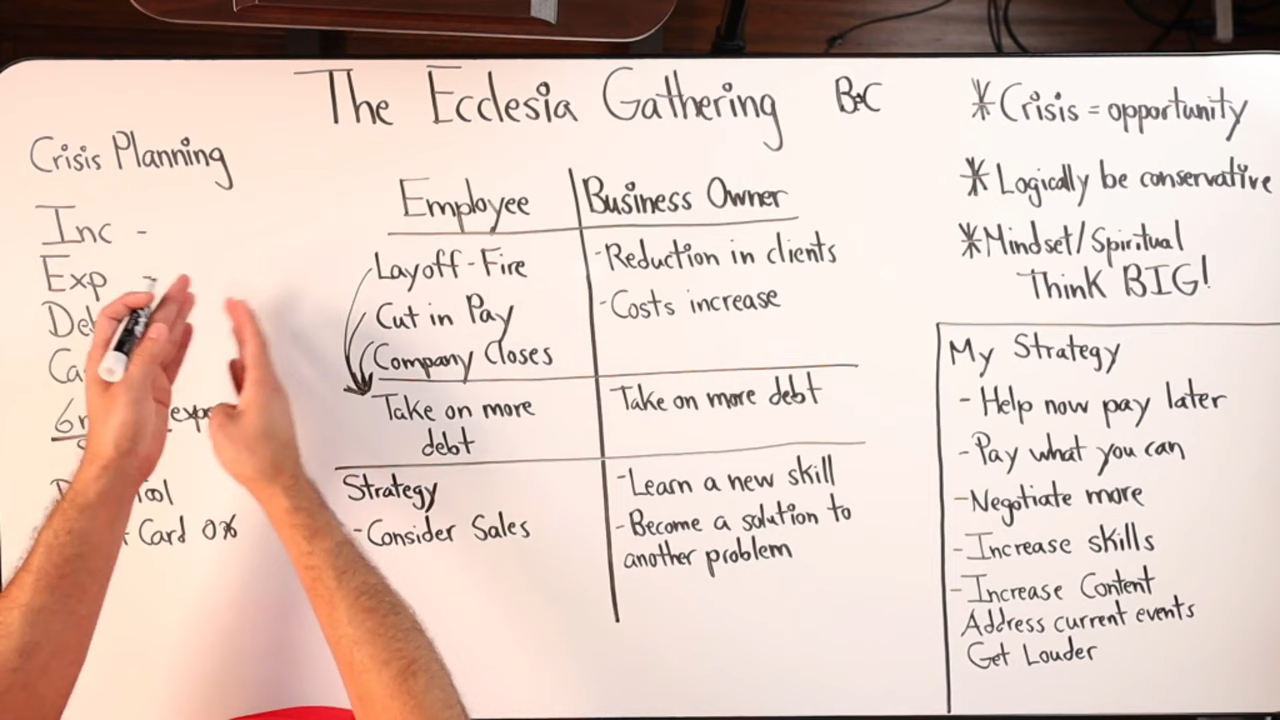 The Ecclesia Gathering B&C
Crisis Planning
Inc -
Exp -
Card 0%
Employee
Layoff-Fire
Cut in Pay
Company Closes
Take on more
debt
Strategy
-Consider Sales
Business Owner
-Reduction in clients
-Costs increase
Take on more debt
-Learn a new skill
-Become a solution to
another problem
*Crisis = opportunity
*Logically be conservative
*Mindset/Spiritual
Think BIG!
My Strategy
-Help now pay later
-Pay what you can
-Negotiate more
-Increase skills
-Increase Content
Address current events
Get Louder